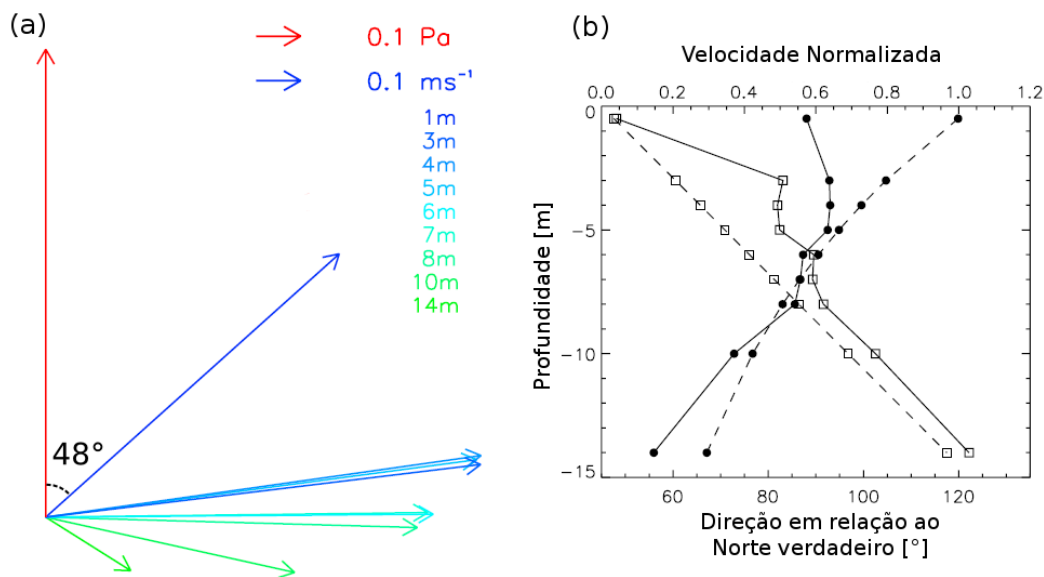 (a)
0.1 Pa
0.1 ms⁻¹
1m
3m
4m
5m
6m
7m
8m
10m
14m
48°
(b)
Velocidade Normalizada
0.0 0.2 0.4 0.6 0.8 1.0 1.2
0
−5
−10
−15
Profundidade [m]
60 80 100 120
Direção em relação ao
Norte verdadeiro [°]